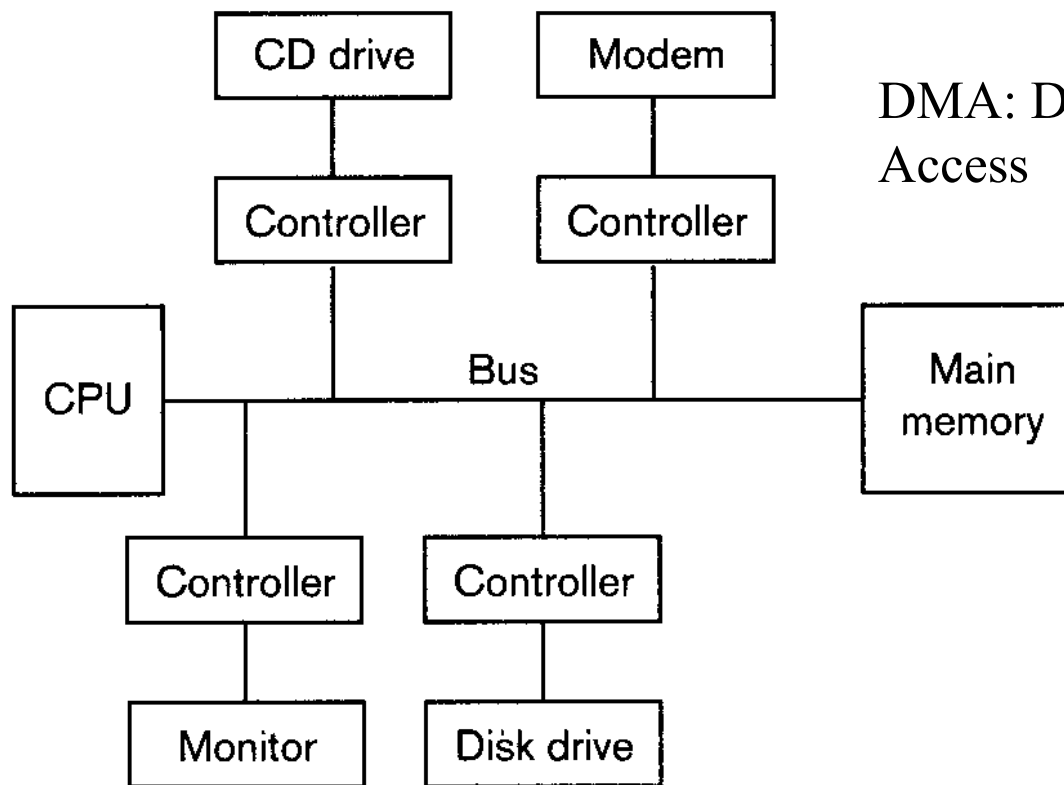 CD drive
Modem
DMA: D
Access
Controller
Controller
CPU
Bus
Main
memory
Controller
Controller
Monitor
Disk drive